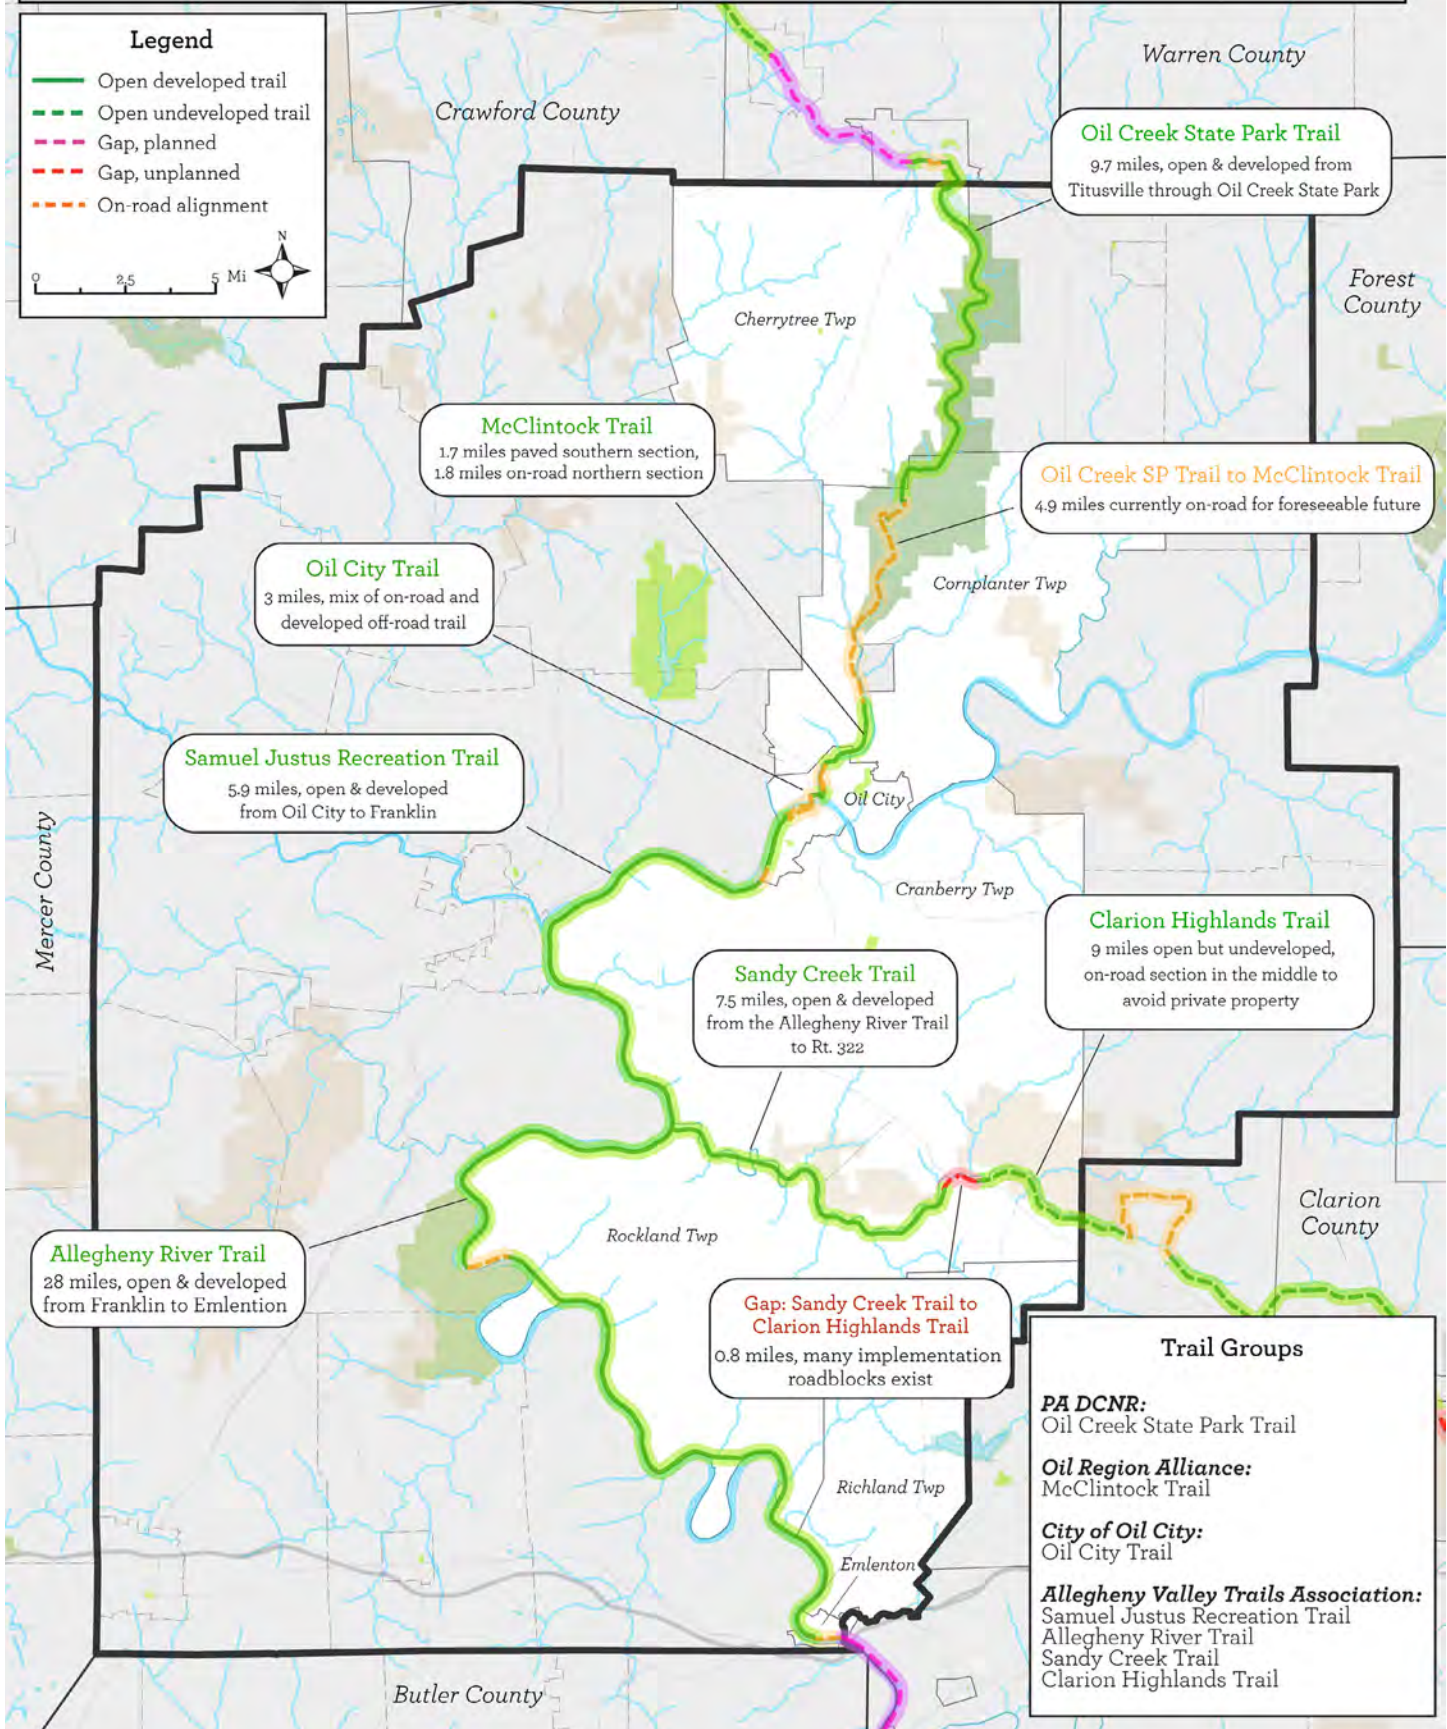 Legend
Open developed trail
Open undeveloped trail
Gap, planned
Gap, unplanned
On-road alignment
N
0 2.5 5 Mi
Crawford County
Warren County
Oil Creek State Park Trail
9.7 miles, open & developed from
Titusville through Oil Creek State Park
Forest
County
Cherrytree Twp
McClintock Trail
1.7 miles paved southern section,
1.8 miles on-road northern section
Oil Creek SP Trail to McClintock Trail
4.9 miles currently on-road for foreseeable future
Oil City Trail
3 miles, mix of on-road and
developed off-road trail
Cornplanter Twp
Samuel Justus Recreation Trail
5.9 miles, open & developed
from Oil City to Franklin
Oil City
Mercer County
Cranberry Twp
Clarion Highlands Trail
9 miles open but undeveloped,
on-road section in the middle to
avoid private property
Sandy Creek Trail
7.5 miles, open & developed
from the Allegheny River Trail
to Rt. 322
Clarion
County
Rockland Twp
Allegheny River Trail
28 miles, open & developed
from Franklin to Emlention
Gap: Sandy Creek Trail to
Clarion Highlands Trail
0.8 miles, many implementation
roadblocks exist
Richland Twp
Emlenton
Butler County
Trail Groups
PA DCNR:
Oil Creek State Park Trail
Oil Region Alliance:
McClintock Trail
City of Oil City:
Oil City Trail
Allegheny Valley Trails Association:
Samuel Justus Recreation Trail
Allegheny River Trail
Sandy Creek Trail
Clarion Highlands Trail